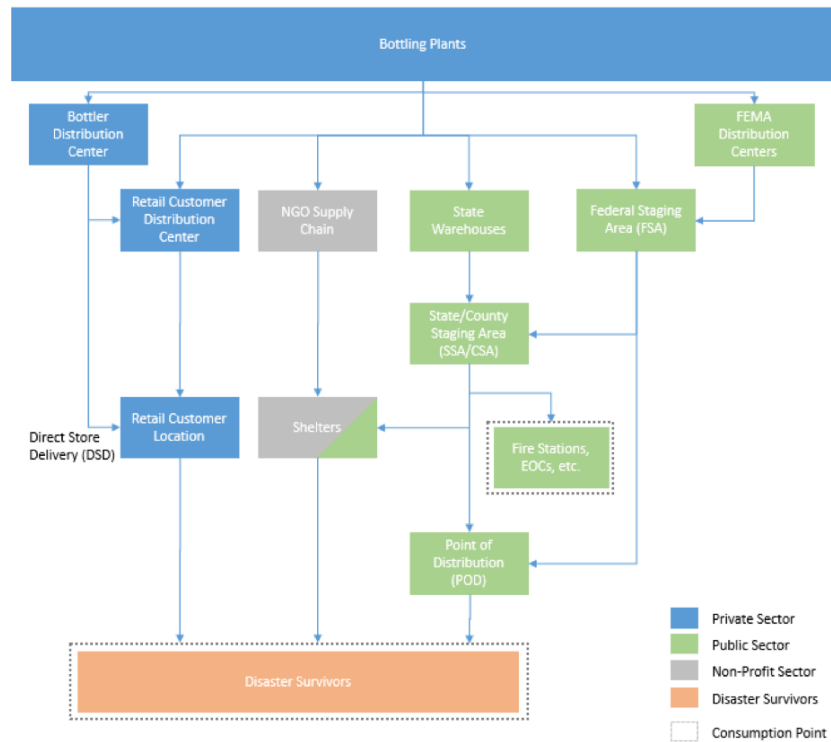 Bottling Plants
Bottler
Distribution
Center
FEMA
Distribution
Centers
Retail Customer
Distribution
Center
NGO Supply
Chain
State
Warehouses
Federal Staging
Area (FSA)
State/County
Staging Area
(SSA/CSA)
Retail Customer
Location
Shelters
Direct Store
Delivery (DSD)
Fire Stations,
EOCs, etc.
Point of
Distribution
(POD)
Disaster Survivors
Private Sector
Public Sector
Non-Profit Sector
Disaster Survivors
Consumption Point